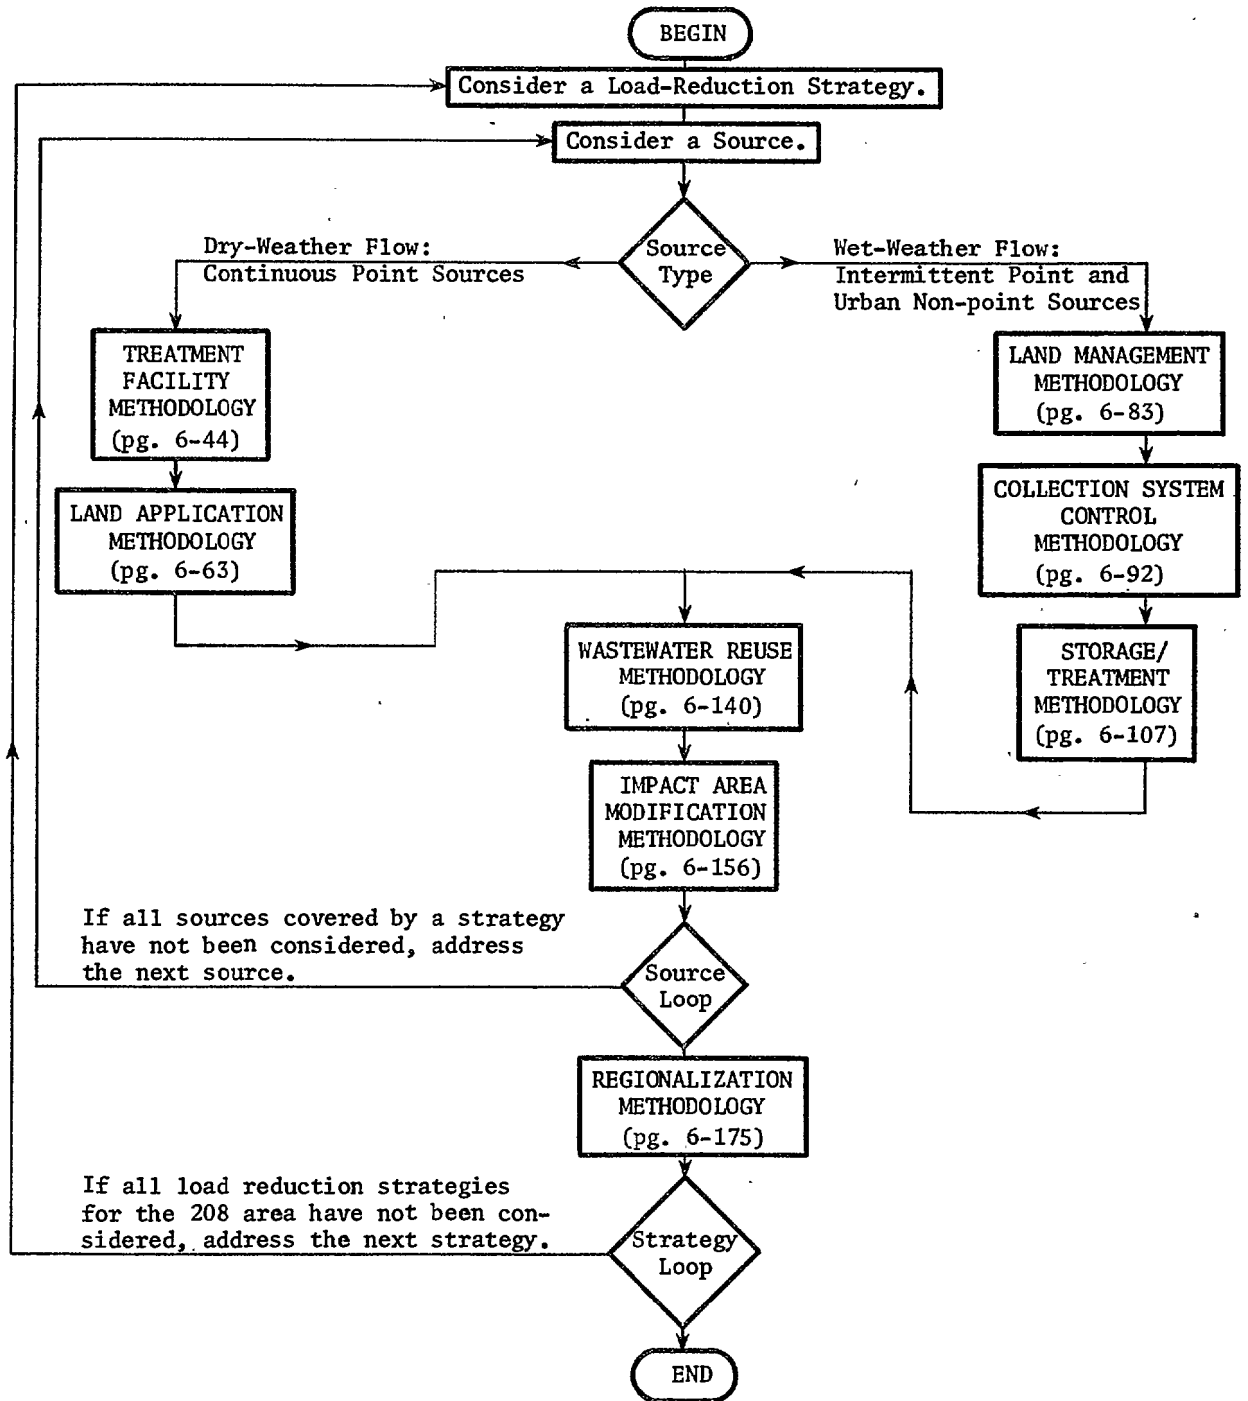 BEGIN
Consider a Load-Reduction Strategy.
Consider a Source.
Source
Type
Dry-Weather Flow:
Continuous Point Sources
Wet-Weather Flow:
Intermittent Point and
Urban Non-point Sources
TREATMENT
FACILITY
METHODOLOGY
(pg. 6-44)
LAND APPLICATION
METHODOLOGY
(pg. 6-63)
LAND MANAGEMENT
METHODOLOGY
(pg. 6-83)
COLLECTION SYSTEM
CONTROL
METHODOLOGY
(pg. 6-92)
STORAGE/
TREATMENT
METHODOLOGY
(pg. 6-107)
WASTEWATER REUSE
METHODOLOGY
(pg. 6-140)
IMPACT AREA
MODIFICATION
METHODOLOGY
(pg. 6-156)
If all sources covered by a strategy
have not been considered, address
the next source.
Source
Loop
REGIONALIZATION
METHODOLOGY
(pg. 6-175)
If all load reduction strategies
for the 208 area have not been con-
sidered, address the next strategy.
Strategy
Loop
END